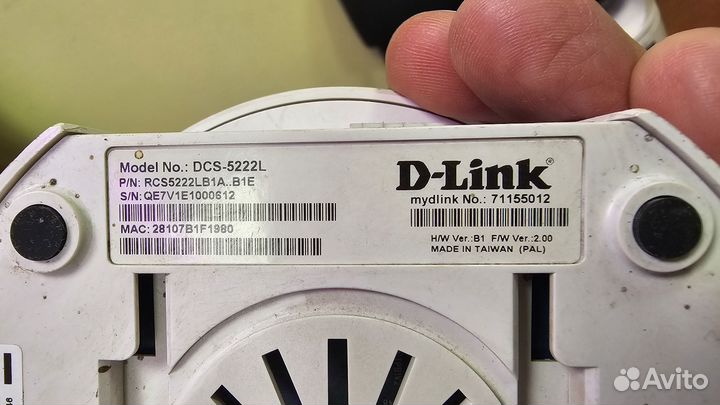 Model No.: DCS-5222L
P/N: RCS5222LB1A..B1E
S/N: QE7V1E1000612
MAC: 28107B1F1980
D-Link
mydlink No.: 71155012
H/W Ver.: B1 F/W Ver.: 2.00
MADE IN TAIWAN (PAL)
Avito